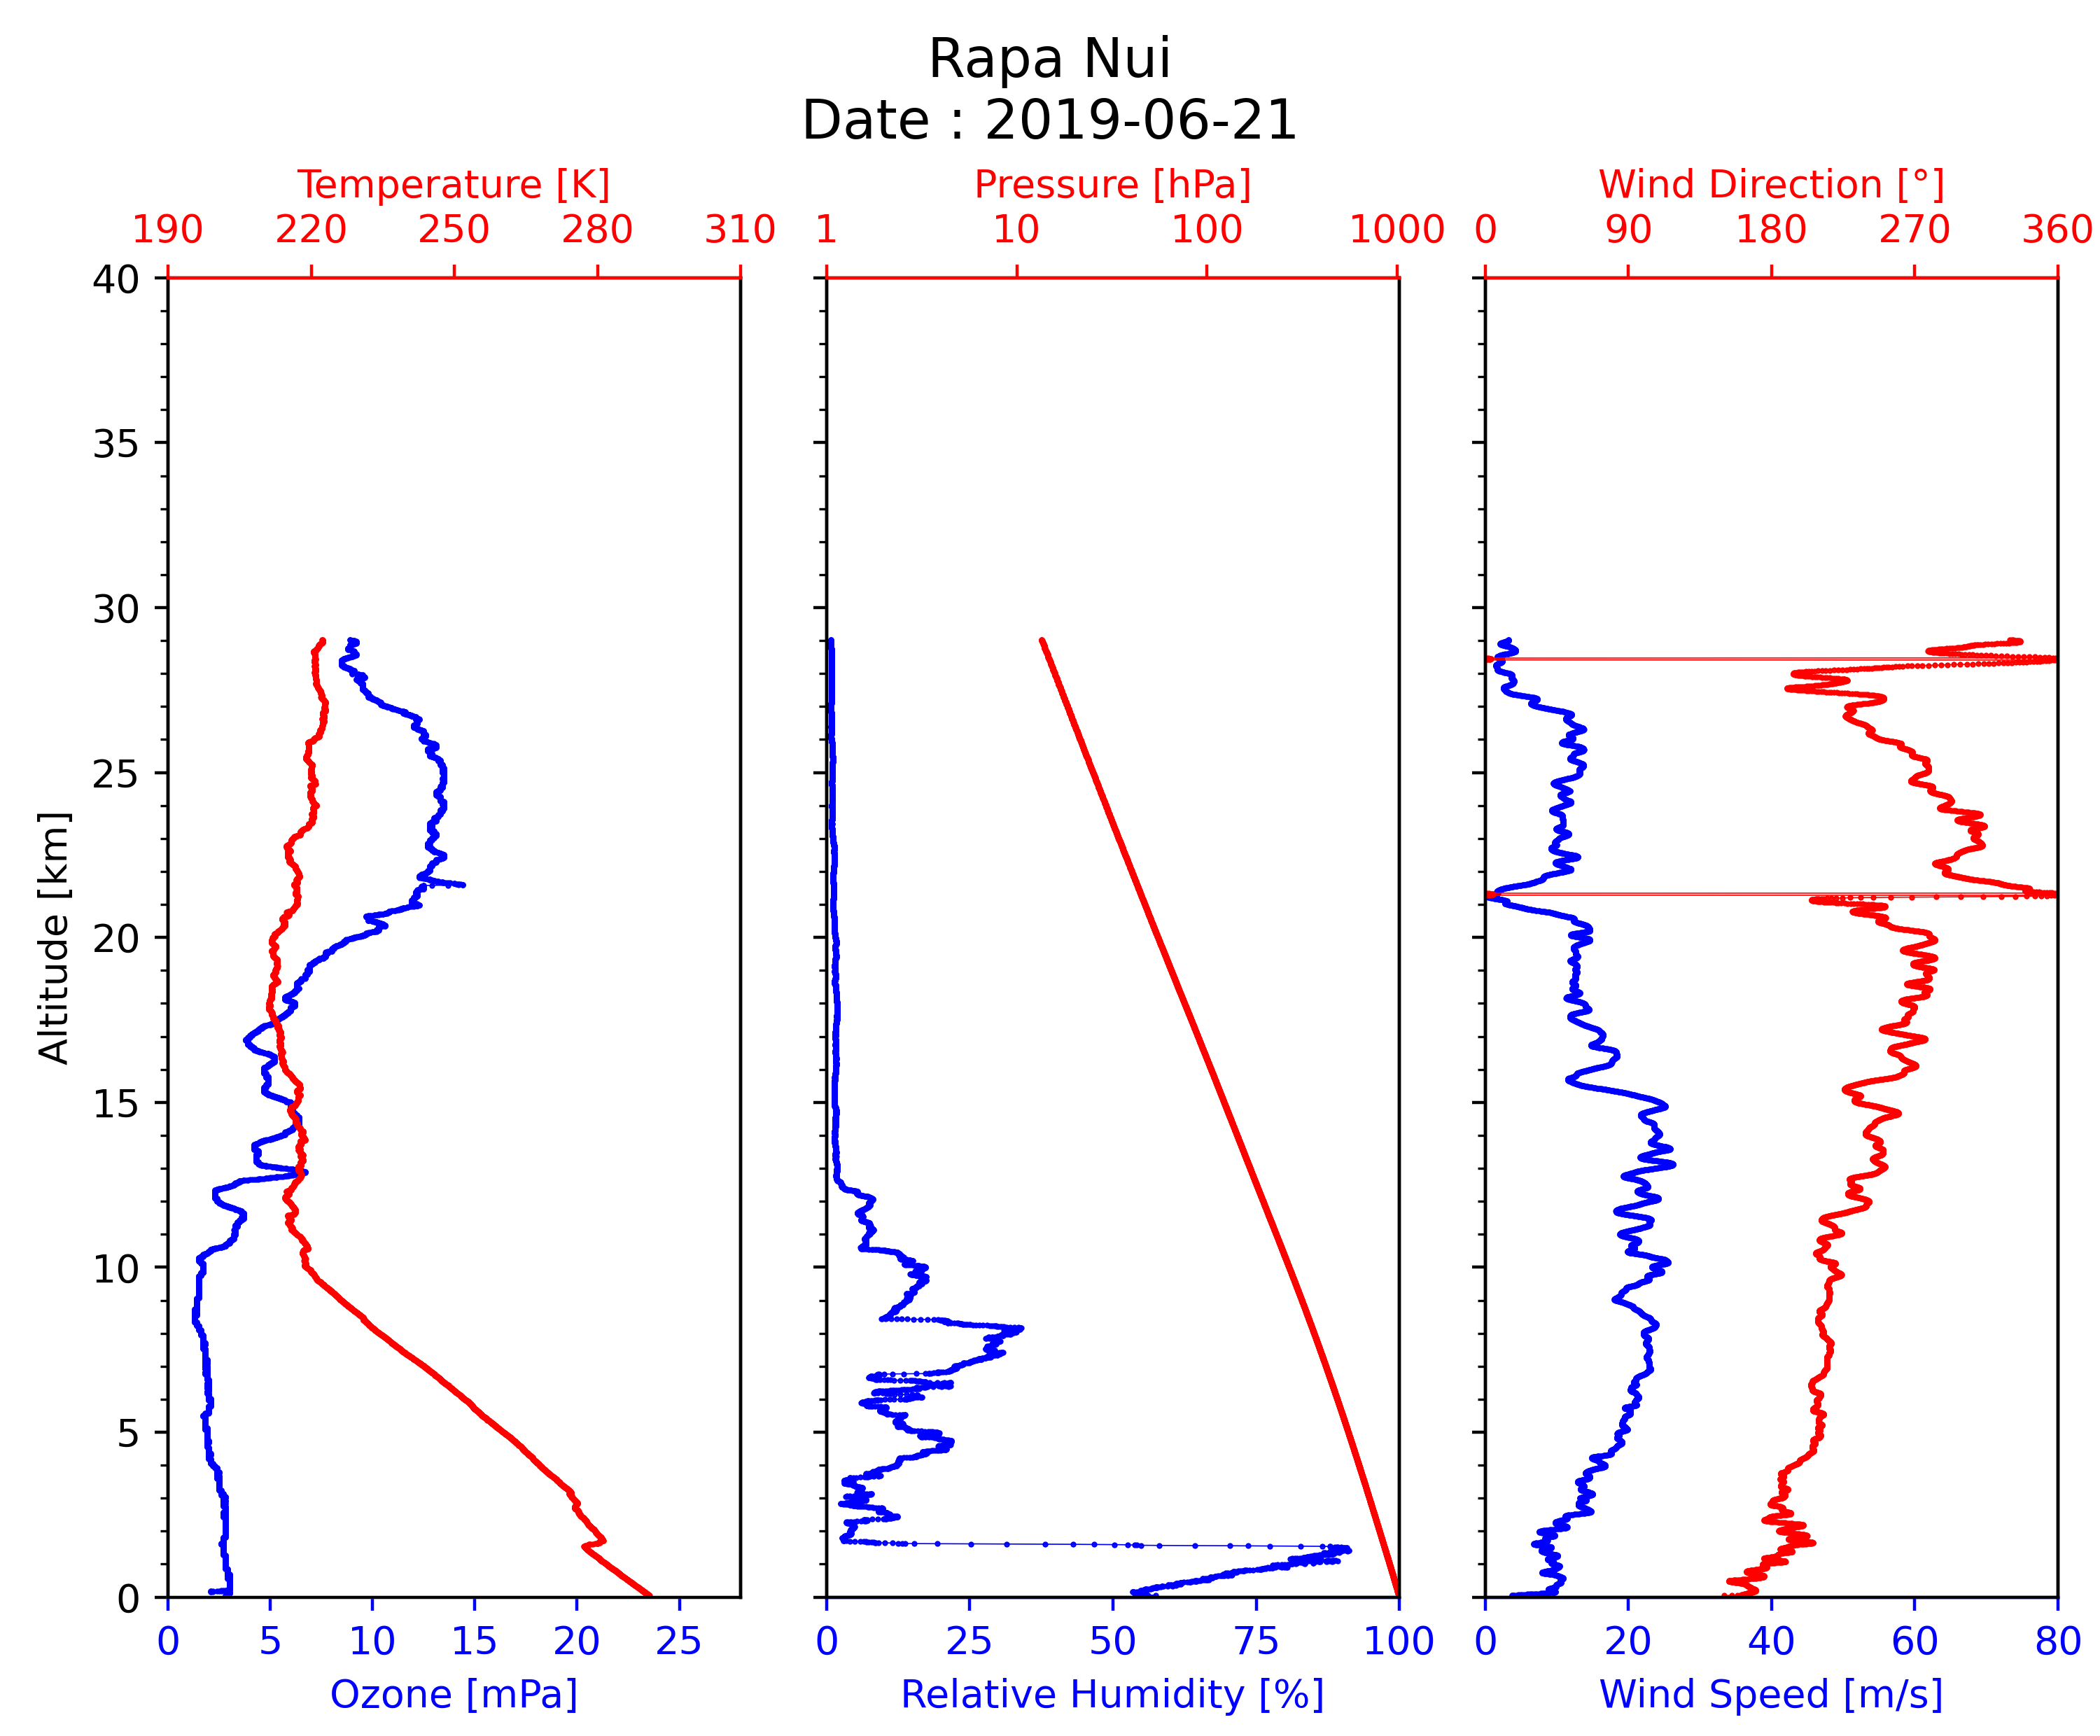 Rapa Nui
Date : 2019-06-21
Temperature [K]
190 220 250 280 310
Pressure [hPa]
1 10 100 1000
Wind Direction [°]
0 90 180 270 360
Altitude [km]
40
35
30
25
20
15
10
5
0
0 5 10 15 20 25
Ozone [mPa]
0 25 50 75 100
Relative Humidity [%]
0 20 40 60 80
Wind Speed [m/s]